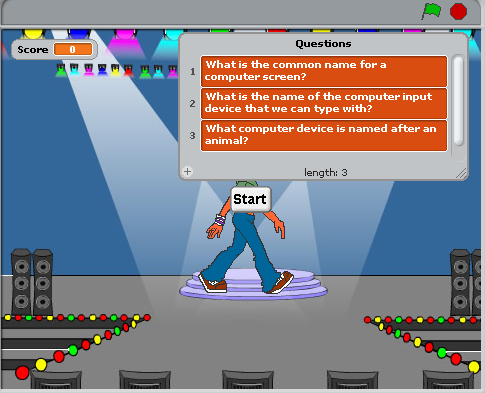 Score 0
Questions
1 What is the common name for a
computer screen?
2 What is the name of the computer input
device that we can type with?
3 What computer device is named after an
animal?
+ length: 3
Start